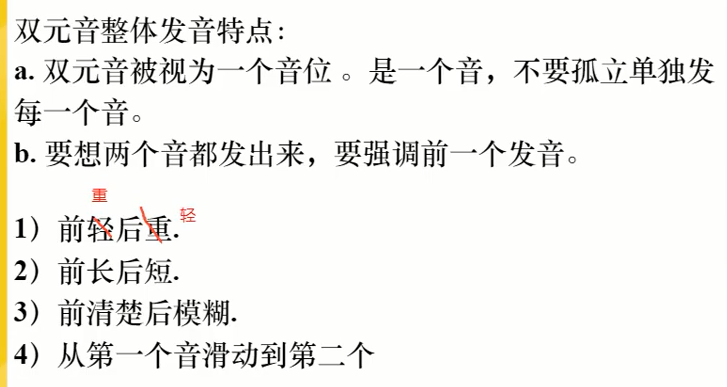 双元音整体发音特点：
a. 双元音被视为一个音位 。是一个音，不要孤立单独发
每一个音。
b. 要想两个音都发出来，要强调前一个发音。
重
1）前轻后重. 轻
2）前长后短.
3）前清楚后模糊.
4）从第一个音滑动到第二个